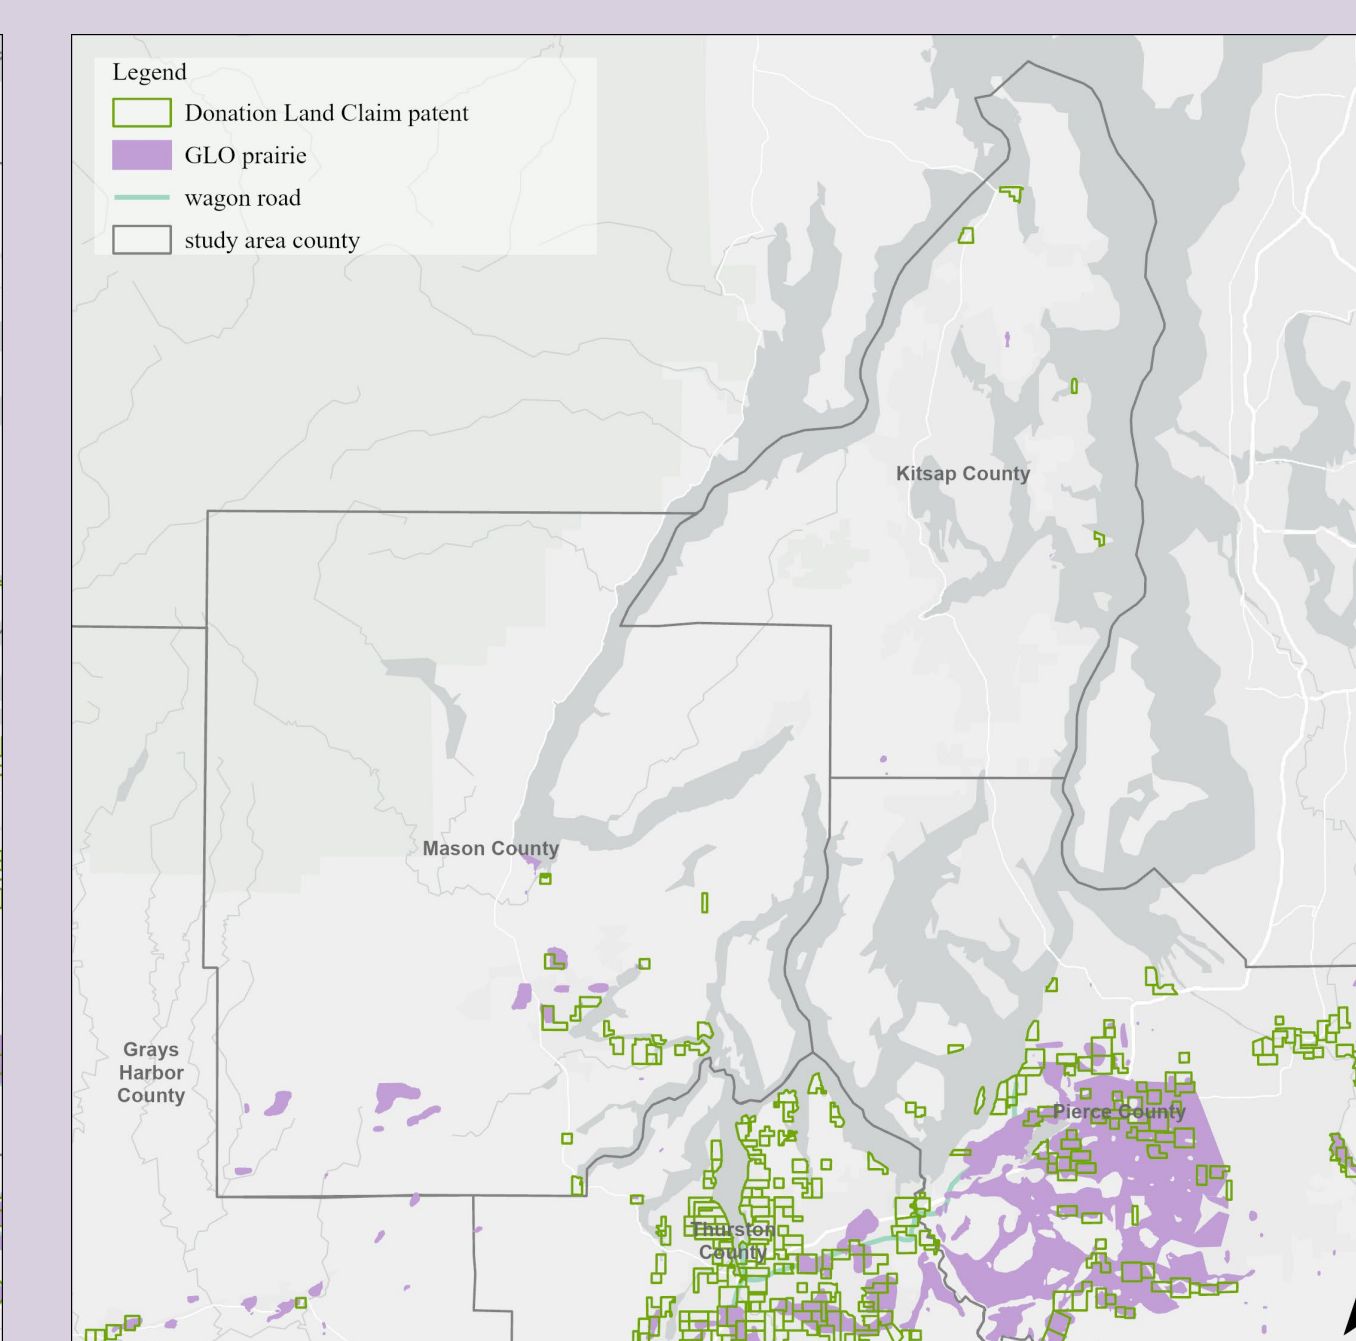 Legend
Donation Land Claim patent
GLO prairie
wagon road
study area county
Kitsap County
Mason County
Grays
Harbor
County
Pierce County
Thurston
County